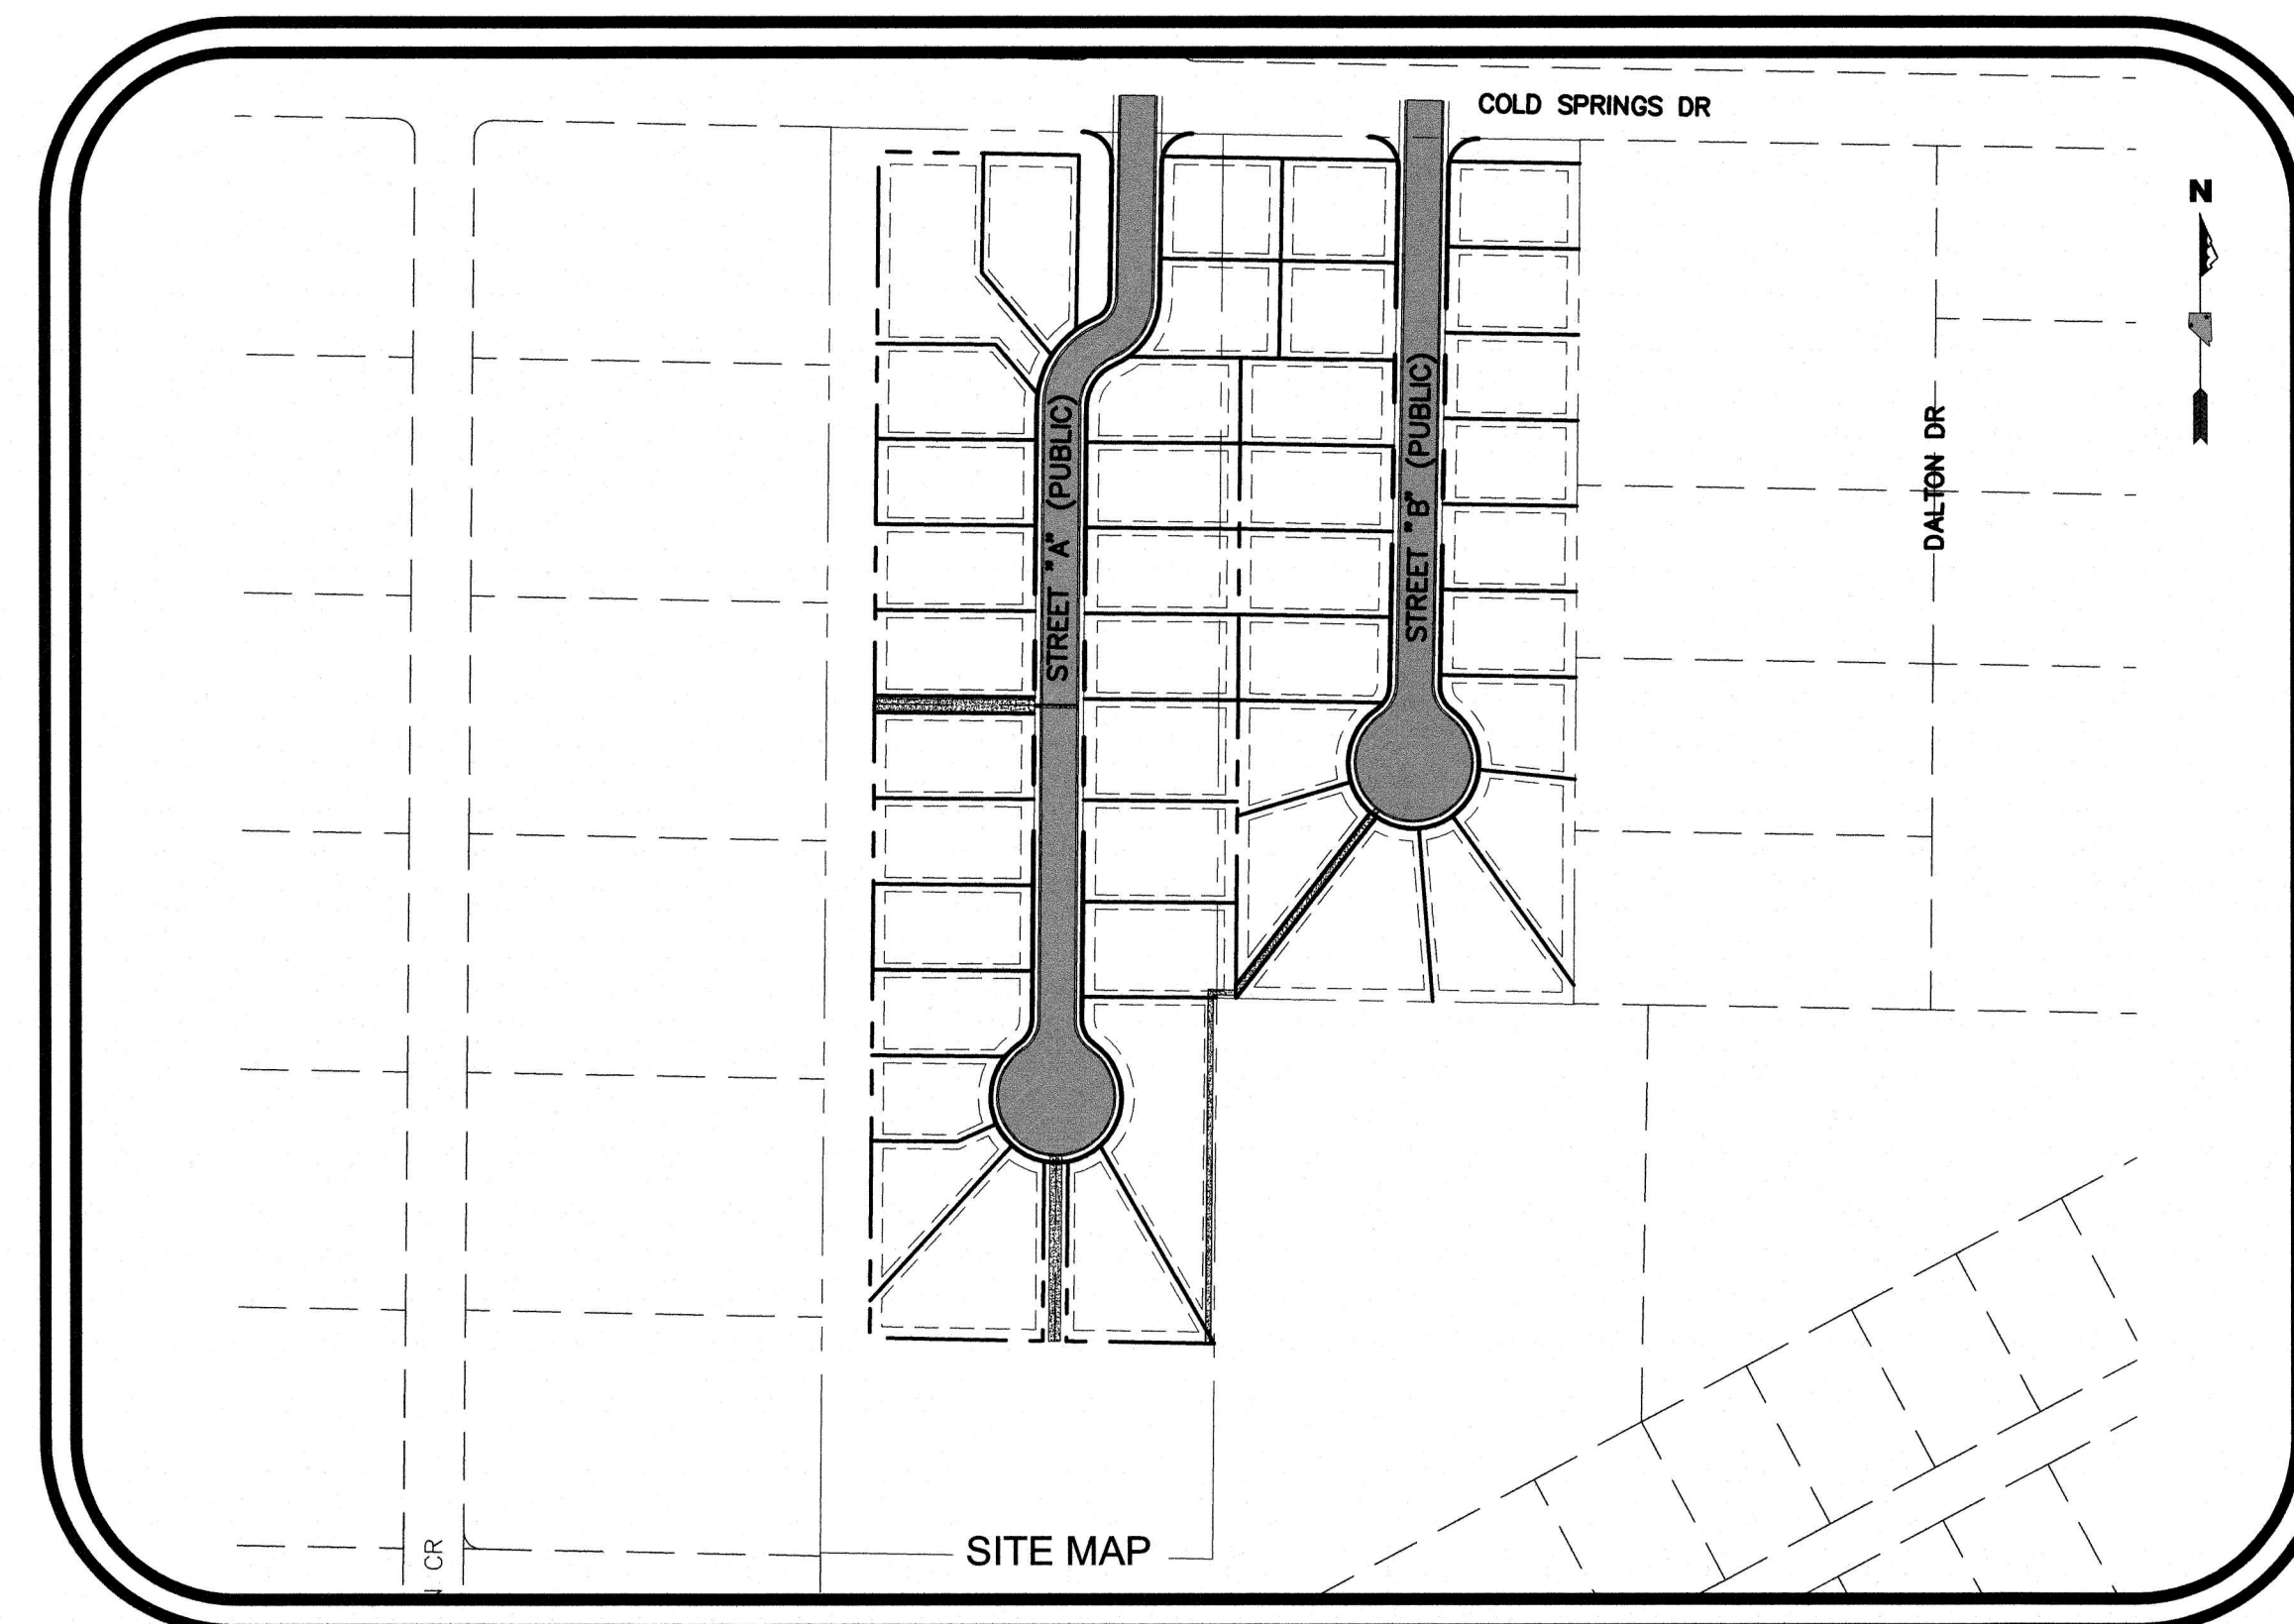 COLD SPRINGS DR
N
STREET "A" (PUBLIC)
STREET "B" (PUBLIC)
DALTON DR
SITE MAP
CR